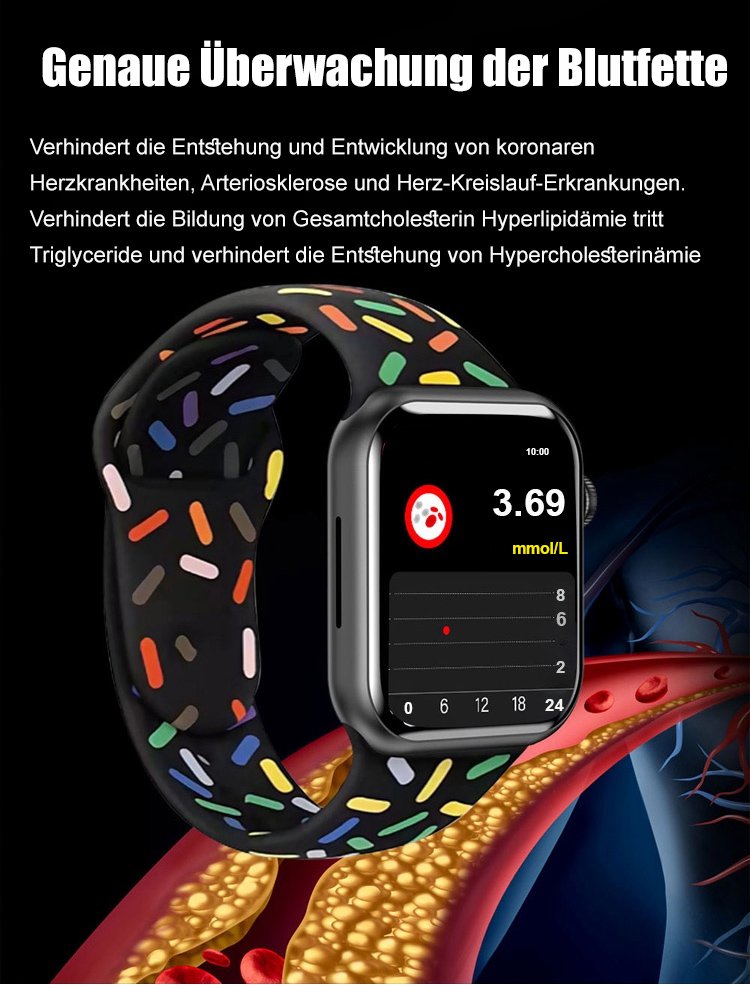 Genaue Überwachung der Blutfette
Verhindert die Entstehung und Entwicklung von koronaren
Herzkrankheiten, Arteriosklerose und Herz-Kreislauf-Erkrankungen.
Verhindert die Bildung von Gesamtcholesterin Hyperlipidämie tritt
Triglyceride und verhindert die Entstehung von Hypercholesterinämie
10:00
3.69
mmol/L
8
6
2
0 6 12 18 24